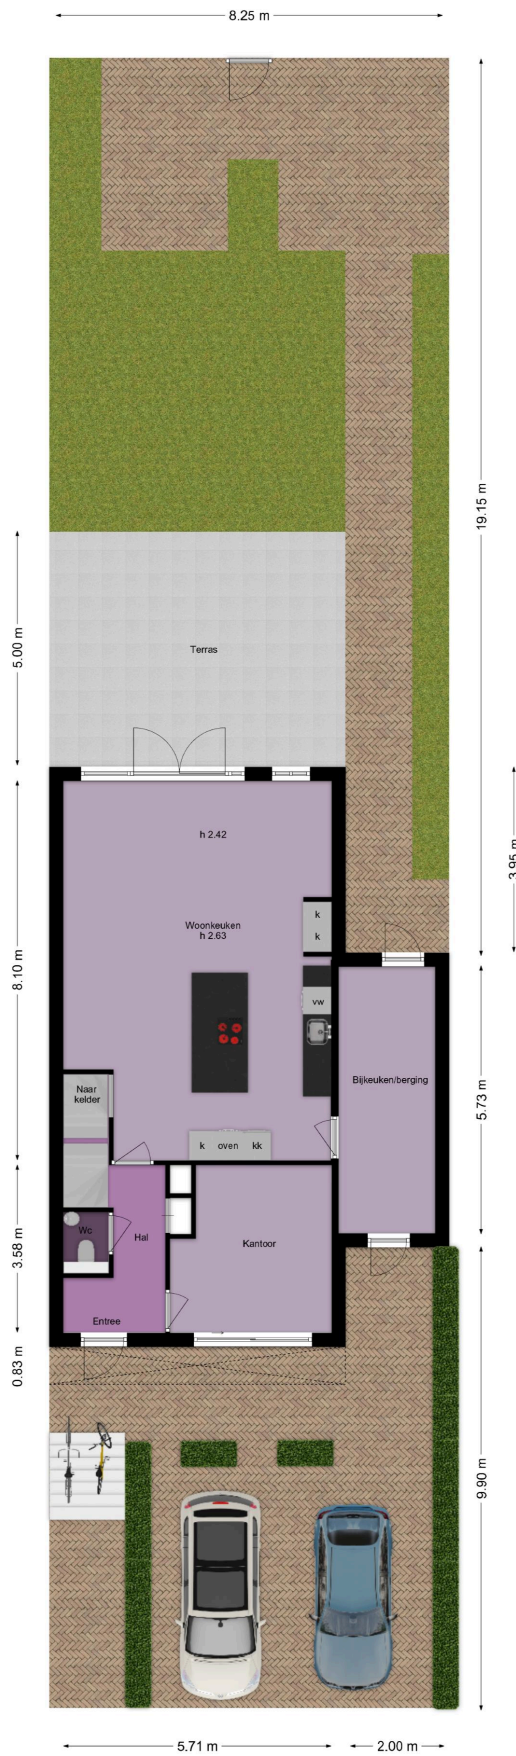 8.25 m
19.15 m
5.00 m
Terras
h 2.42
3.95 m
k
k
Woonkeuken
h 2.63
8.10 m
vw
Bijkeuken/berging
5.73 m
Naar
kelder
k oven kk
Wc
Hal
Kantoor
3.58 m
Entree
0.83 m
9.90 m
5.71 m
2.00 m